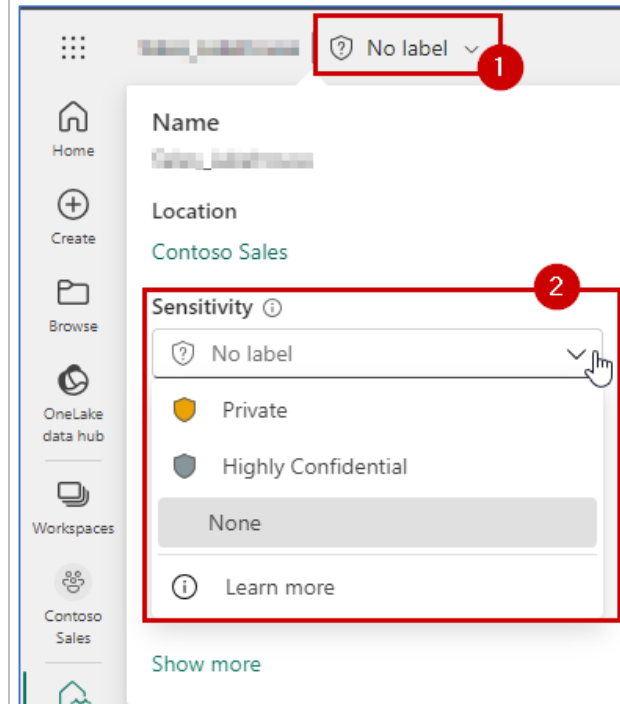 No label
1
Home
Create
Browse
OneLake
data hub
Workspaces
Contoso
Sales
Name
Location
Contoso Sales
2
Sensitivity
No label
Private
Highly Confidential
None
Learn more
Show more